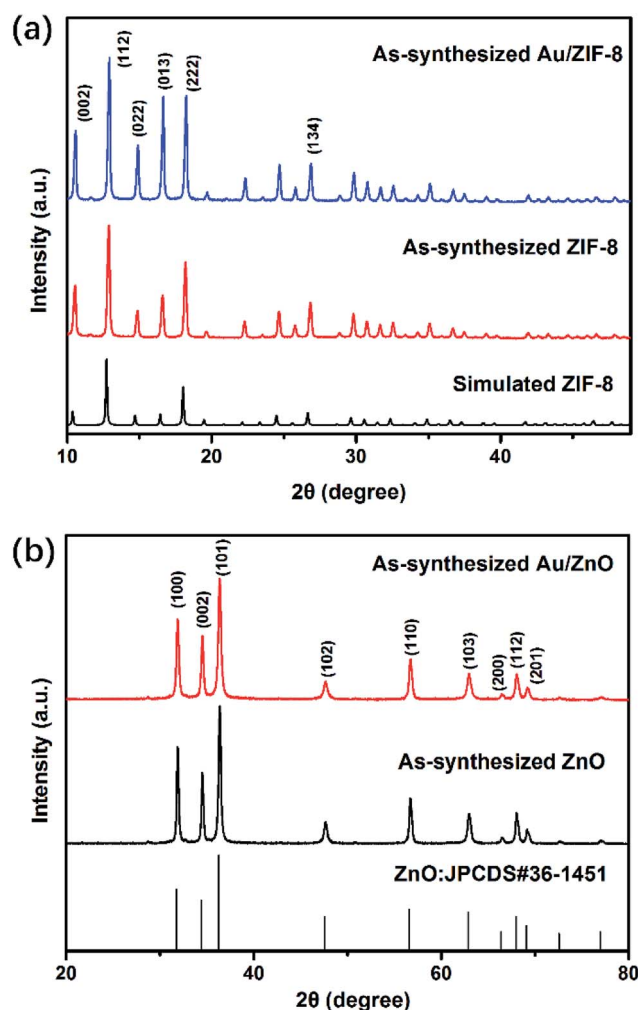 (a)
As-synthesized Au/ZIF-8
(002)
(112)
(022)
(013)
(222)
(134)
As-synthesized ZIF-8
Simulated ZIF-8
Intensity (a.u.)
10 20 30 40
2θ (degree)
(b)
As-synthesized Au/ZnO
(100)
(002)
(101)
(102)
(110)
(103)
(200)
(112)
(201)
As-synthesized ZnO
ZnO:JPCDS#36-1451
Intensity (a.u.)
20 40 60 80
2θ (degree)